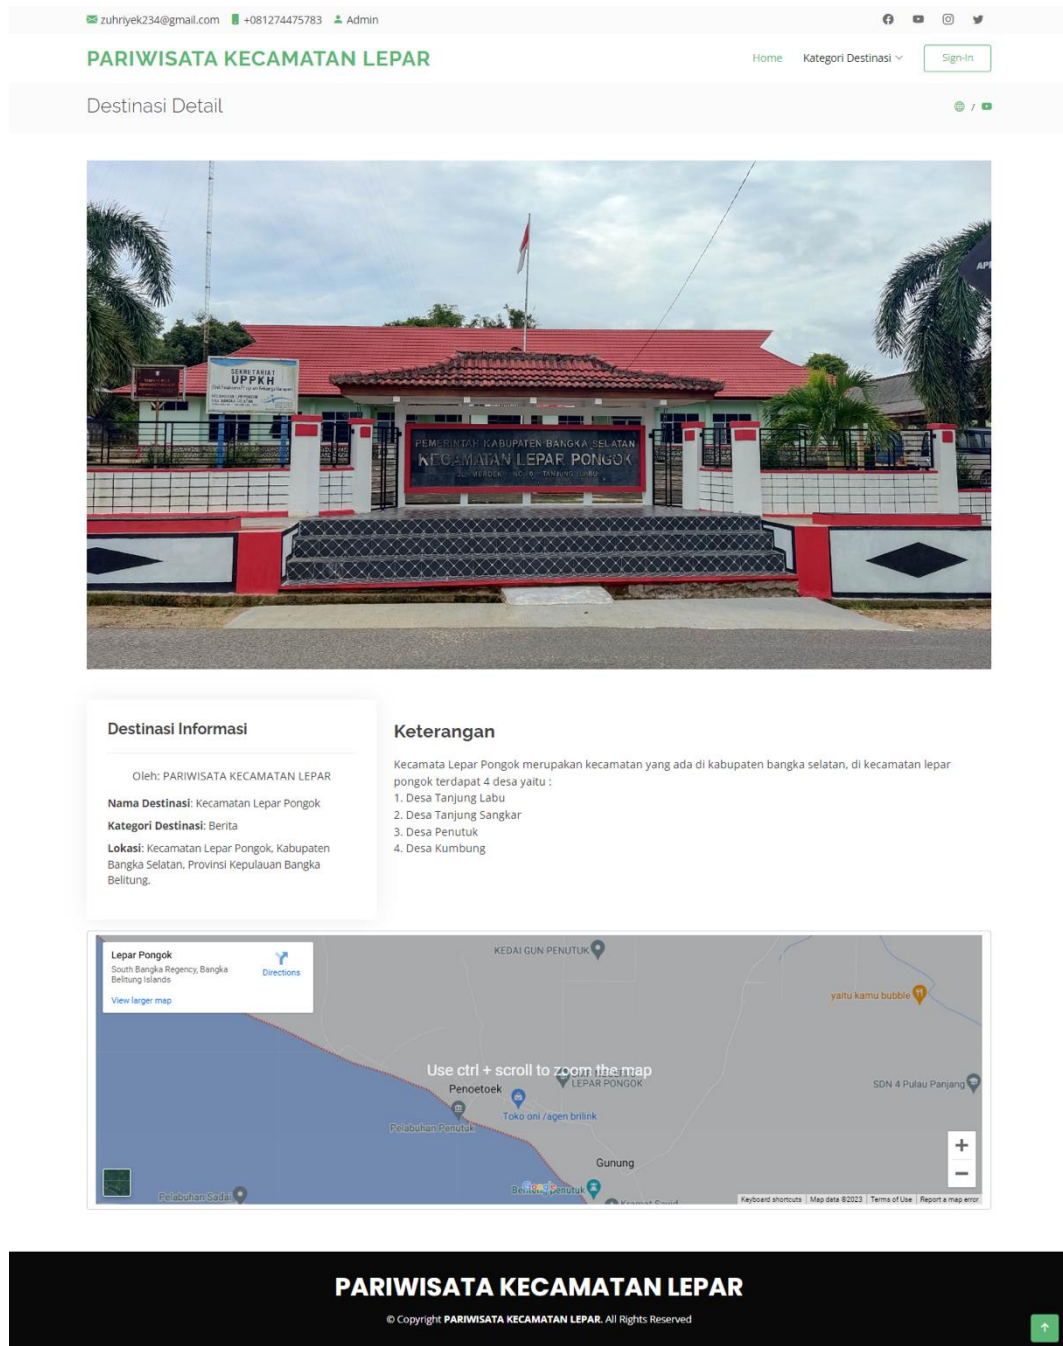 zuhriyek234@gmail.com +081274475783 Admin
PARIWISATA KECAMATAN LEPAR
Home Kategori Destinasi Sign-In
Destinasi Detail
/
SEKRETARIAT
UPPKH
PEMERINTAH KABUPATEN BANGKA SELATAN
KECAMATAN LEPAR PONGOK
Destinasi Informasi
Oleh: PARIWISATA KECAMATAN LEPAR
Nama Destinasi: Kecamatan Lepar Pongok
Kategori Destinasi: Berita
Lokasi: Kecamatan Lepar Pongok, Kabupaten
Bangka Selatan, Provinsi Kepulauan Bangka
Belitung.
Keterangan
Kecamata Lepar Pongok merupakan kecamatan yang ada di kabupaten bangka selatan, di kecamatan lepar
pongok terdapat 4 desa yaitu :
1. Desa Tanjung Labu
2. Desa Tanjung Sangkar
3. Desa Penutuk
4. Desa Kumbung
Lepar Pongok
South Bangka Regency, Bangka
Belitung Islands
Directions
View larger map
KEDAI GUN PENUTUK
yaitu kamu bubble
Use ctrl + scroll to zoom the map
LEPAR PONGOK
SDN 4 Pulau Panjang
Penoetoek
Toko oni /agen brilink
Pelabuhan Penutuk
Gunung
Benteng penutuk
Google
Pelabuhan Sadai
Kramat Sayid
Keyboard shortcuts Map data ©2023 Terms of Use Report a map error
PARIWISATA KECAMATAN LEPAR
© Copyright PARIWISATA KECAMATAN LEPAR. All Rights Reserved